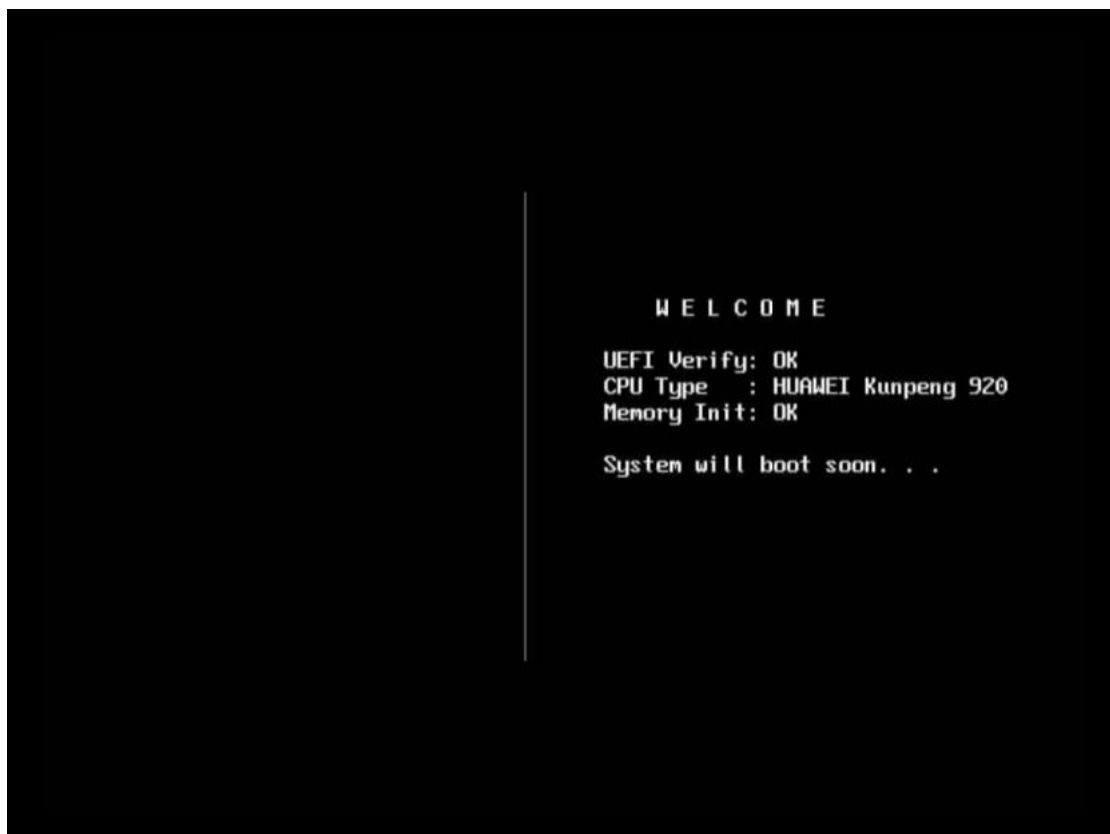 W E L C O M E
UEFI Verify: OK
CPU Type   : HUAWEI Kunpeng 920
Memory Init: OK
System will boot soon. . .